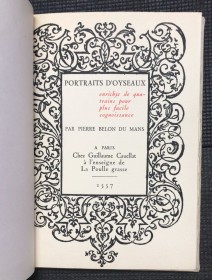 PORTRAITS D'OYSEAUX
enrichys de qua-
trains pour
plus facile
cognoissance
PAR PIERRE BELON DU MANS
A PARIS
Chez Guillaume Cauellat
à l'enseigne de
La Poulle grasse
1557